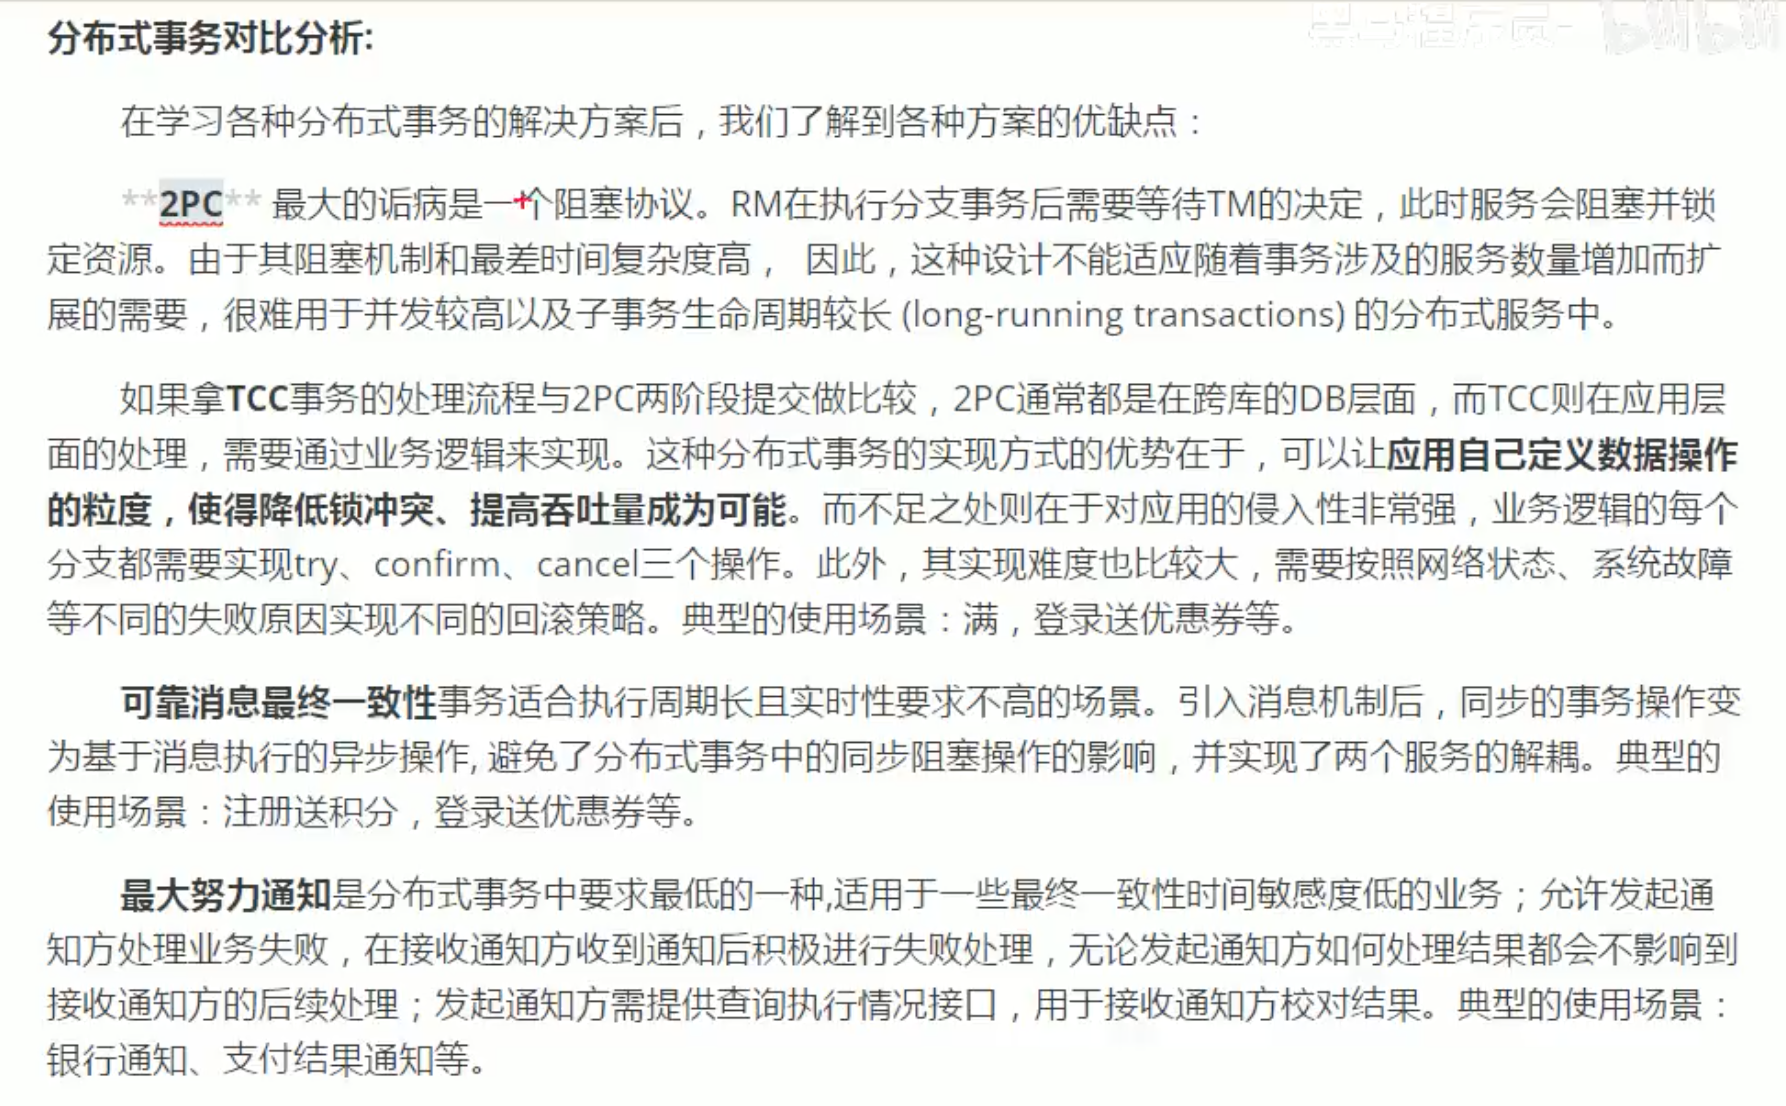 黑马程序员- bilibili
分布式事务对比分析:
在学习各种分布式事务的解决方案后，我们了解到各种方案的优缺点：
**2PC** 最大的诟病是一个阻塞协议。RM在执行分支事务后需要等待TM的决定，此时服务会阻塞并锁
定资源。由于其阻塞机制和最差时间复杂度高， 因此，这种设计不能适应随着事务涉及的服务数量增加而扩
展的需要，很难用于并发较高以及子事务生命周期较长 (long-running transactions) 的分布式服务中。
如果拿TCC事务的处理流程与2PC两阶段提交做比较，2PC通常都是在跨库的DB层面，而TCC则在应用层
面的处理，需要通过业务逻辑来实现。这种分布式事务的实现方式的优势在于，可以让应用自己定义数据操作
的粒度，使得降低锁冲突、提高吞吐量成为可能。而不足之处则在于对应用的侵入性非常强，业务逻辑的每个
分支都需要实现try、confirm、cancel三个操作。此外，其实现难度也比较大，需要按照网络状态、系统故障
等不同的失败原因实现不同的回滚策略。典型的使用场景：满，登录送优惠券等。
可靠消息最终一致性事务适合执行周期长且实时性要求不高的场景。引入消息机制后，同步的事务操作变
为基于消息执行的异步操作, 避免了分布式事务中的同步阻塞操作的影响，并实现了两个服务的解耦。典型的
使用场景：注册送积分，登录送优惠券等。
最大努力通知是分布式事务中要求最低的一种,适用于一些最终一致性时间敏感度低的业务；允许发起通
知方处理业务失败，在接收通知方收到通知后积极进行失败处理，无论发起通知方如何处理结果都会不影响到
接收通知方的后续处理；发起通知方需提供查询执行情况接口，用于接收通知方校对结果。典型的使用场景：
银行通知、支付结果通知等。